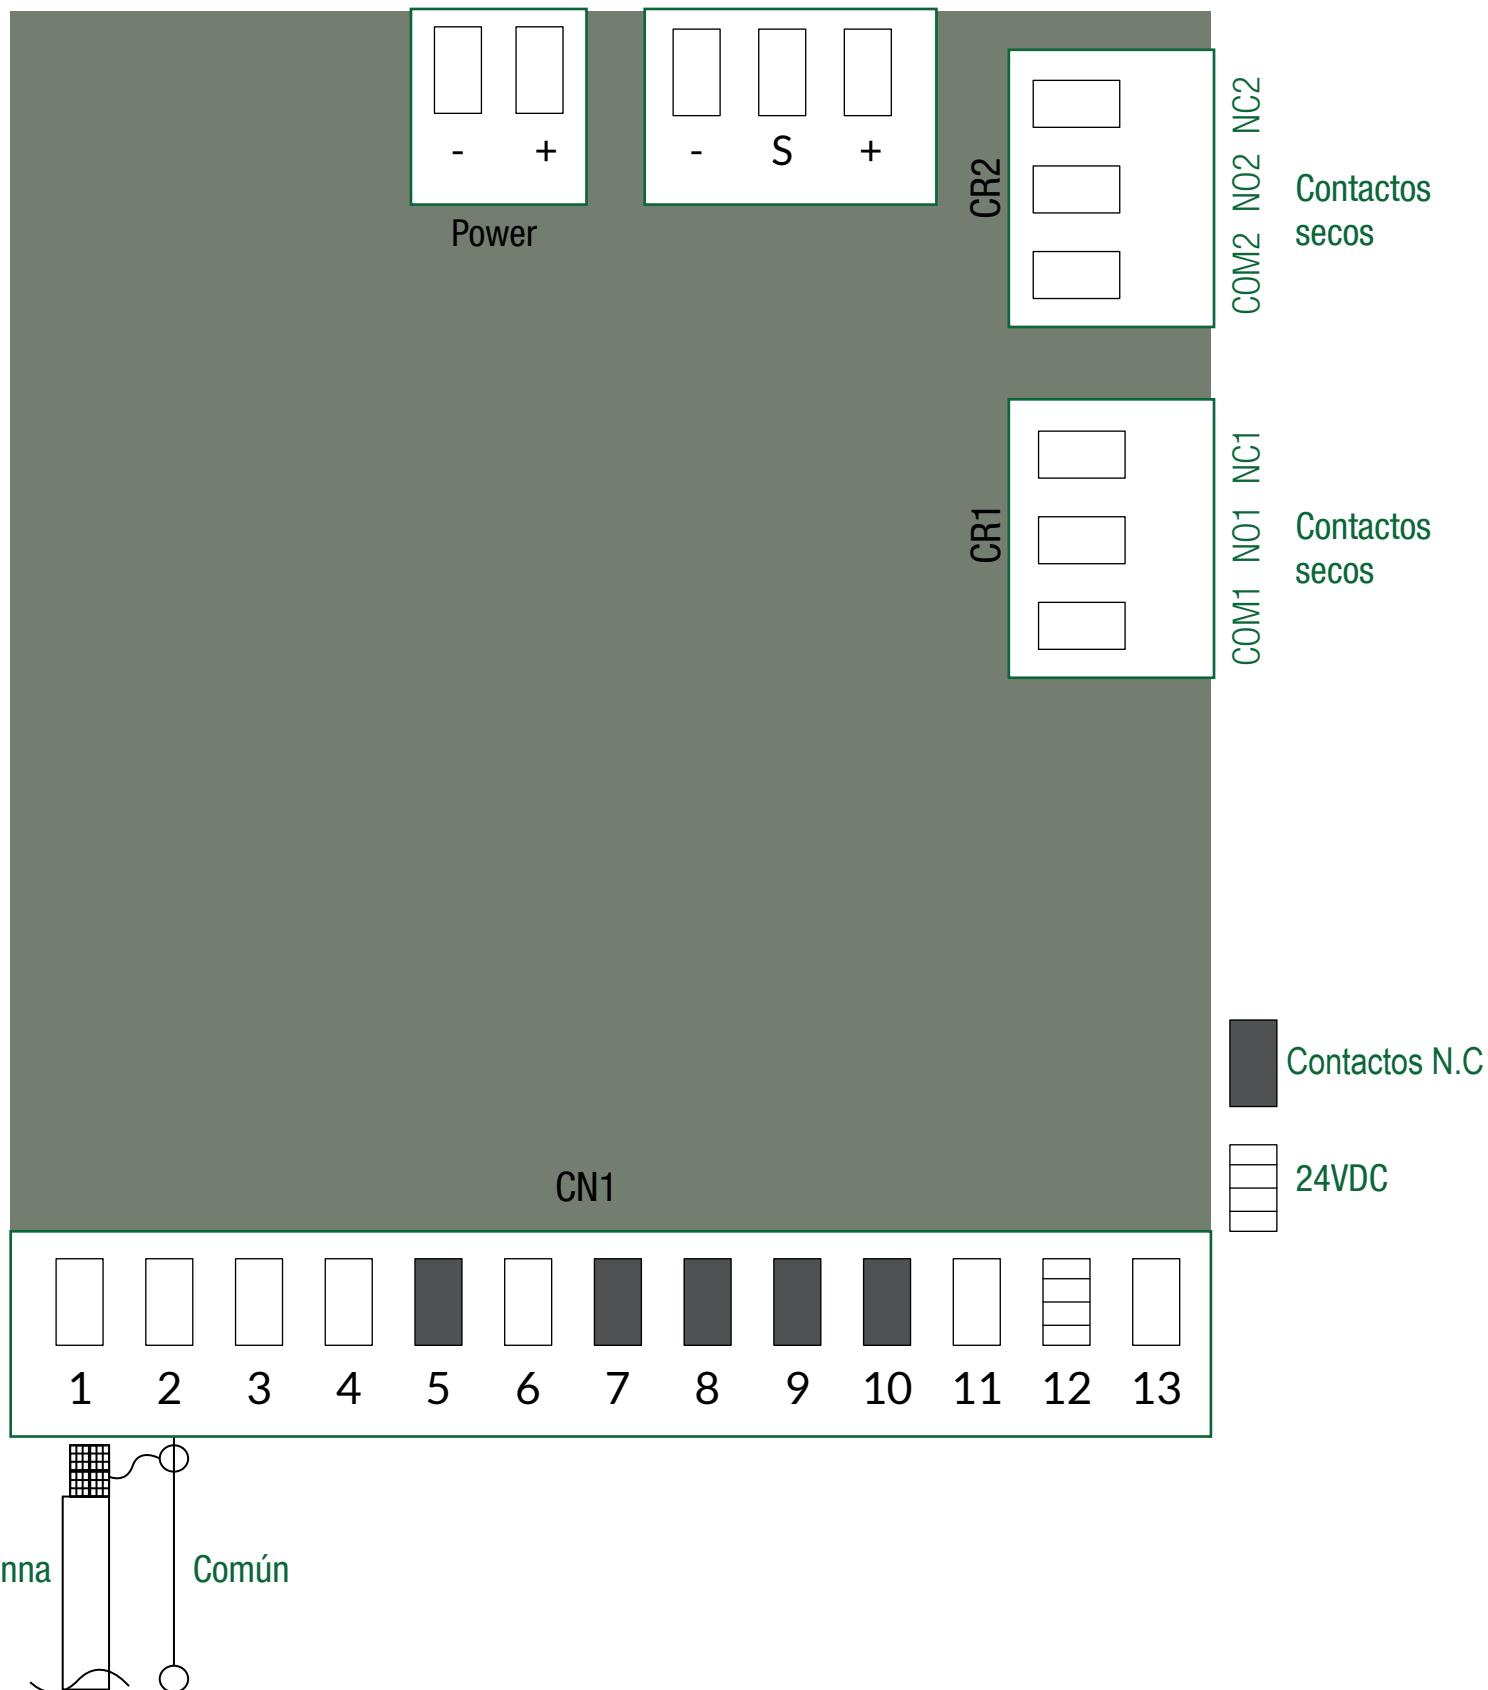 - +
Power
- S +
CR2
NC2
NO2
COM2
Contactos
secos
CR1
NC1
NO1
COM1
Contactos
secos
Contactos N.C
24VDC
CN1
1 2 3 4 5 6 7 8 9 10 11 12 13
nna
Común